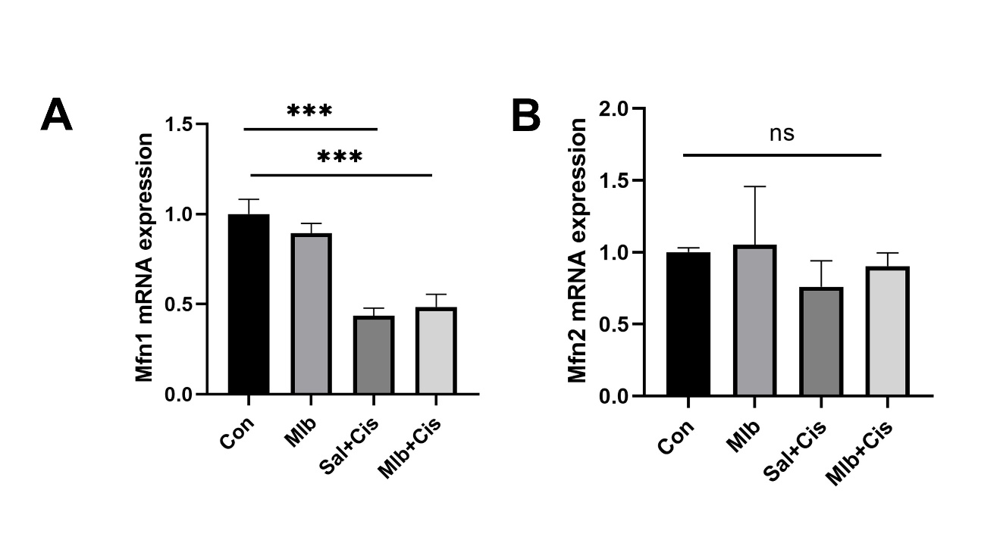 A
Mfn1 mRNA expression
1.5
1.0
0.5
0.0
***
***
Con
Mlb
Sal+Cis
Mlb+Cis
B
Mfn2 mRNA expression
2.0
1.5
1.0
0.5
0.0
ns
Con
Mlb
Sal+Cis
Mlb+Cis